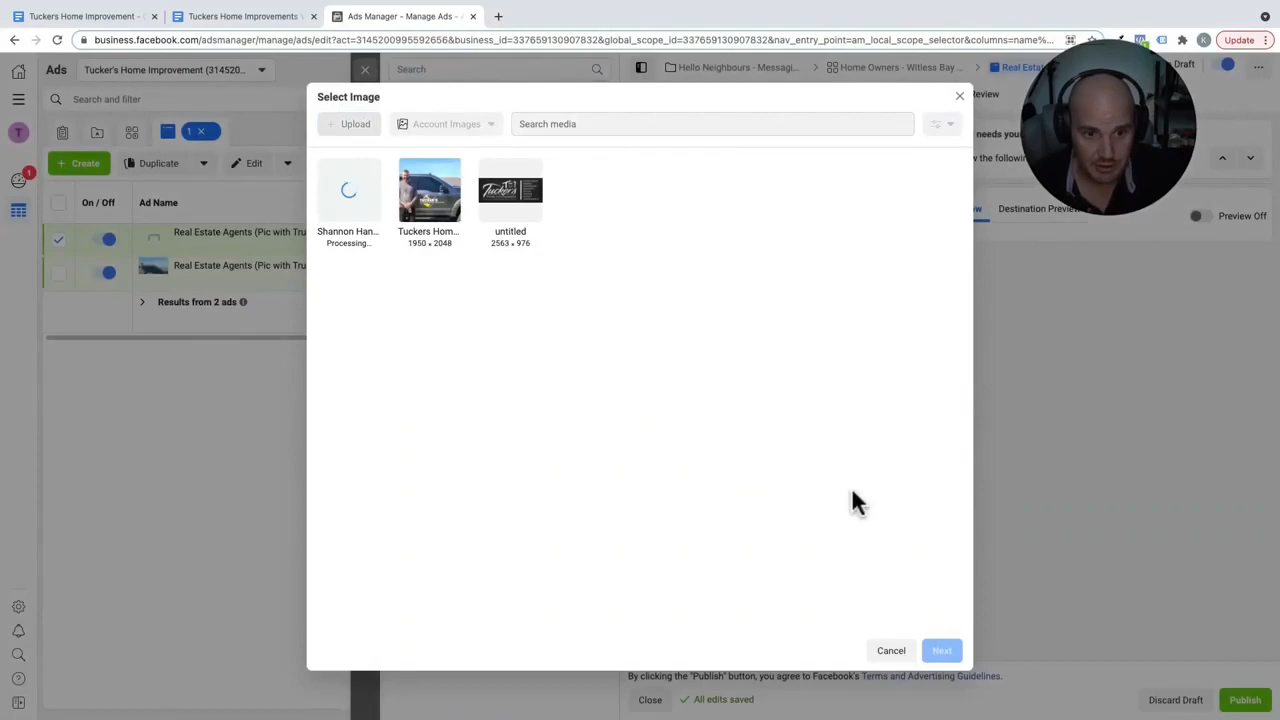 Tuckers Home Improvement -
Tuckers Home Improvements
Ads Manager - Manage Ads -
business.facebook.com/adsmanager/manage/ads/edit?act=3145200995592656&business_id=337659130907832&global_scope_id=337659130907832&nav_entry_point=am_local_scope_selector&columns=name%...
K
Update
Ads
Tucker's Home Improvement (314520...
Search
Hello Neighbours - Messagi...
Home Owners - Witless Bay ...
Real Esta
Draft
Search and filter
Select Image
review
T
1
Upload
Account Images
Search media
needs your
w the following
Create
Duplicate
Edit
1
On / Off
Ad Name
Destination Preview
Preview Off
Real Estate Agents (Pic with Tru
Shannon Han...
Tuckers Hom...
untitled
Processing...
1950 × 2048
2563 × 976
Real Estate Agents (Pic with Tru
Results from 2 ads
Cancel
Next
By clicking the "Publish" button, you agree to Facebook's Terms and Advertising Guidelines.
Close
All edits saved
Discard Draft
Publish